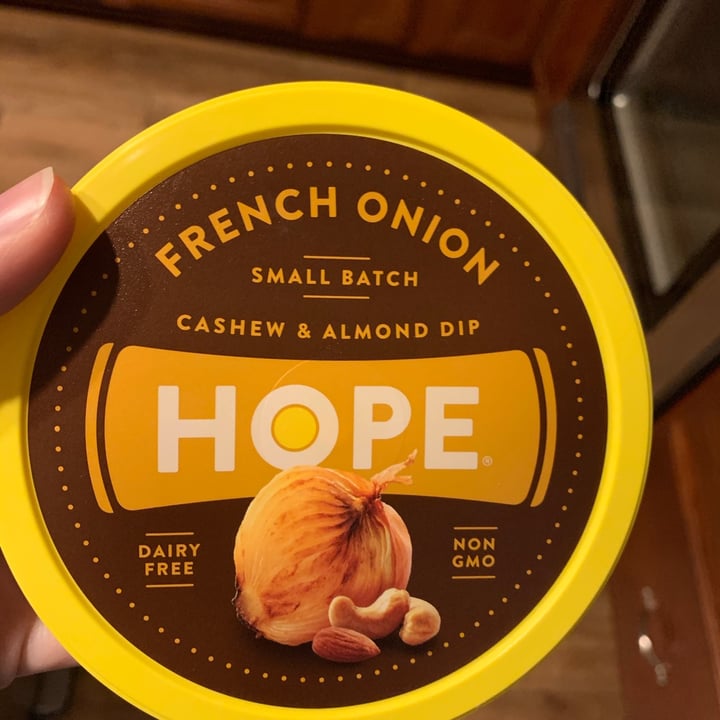 FRENCH ONION
SMALL BATCH
CASHEW & ALMOND DIP
HOPE®
DAIRY
FREE
NON
GMO